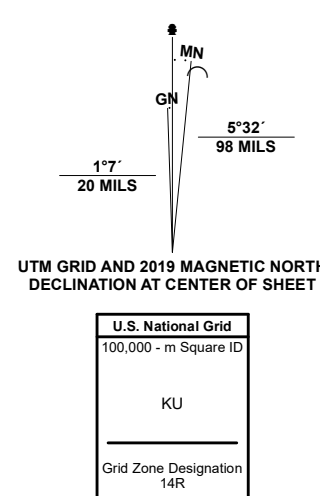 MN
GN
5°32´
98 MILS
1°7´
20 MILS
UTM GRID AND 2019 MAGNETIC NORTH
DECLINATION AT CENTER OF SHEET
U.S. National Grid
100,000 - m Square ID
KU
Grid Zone Designation
14R